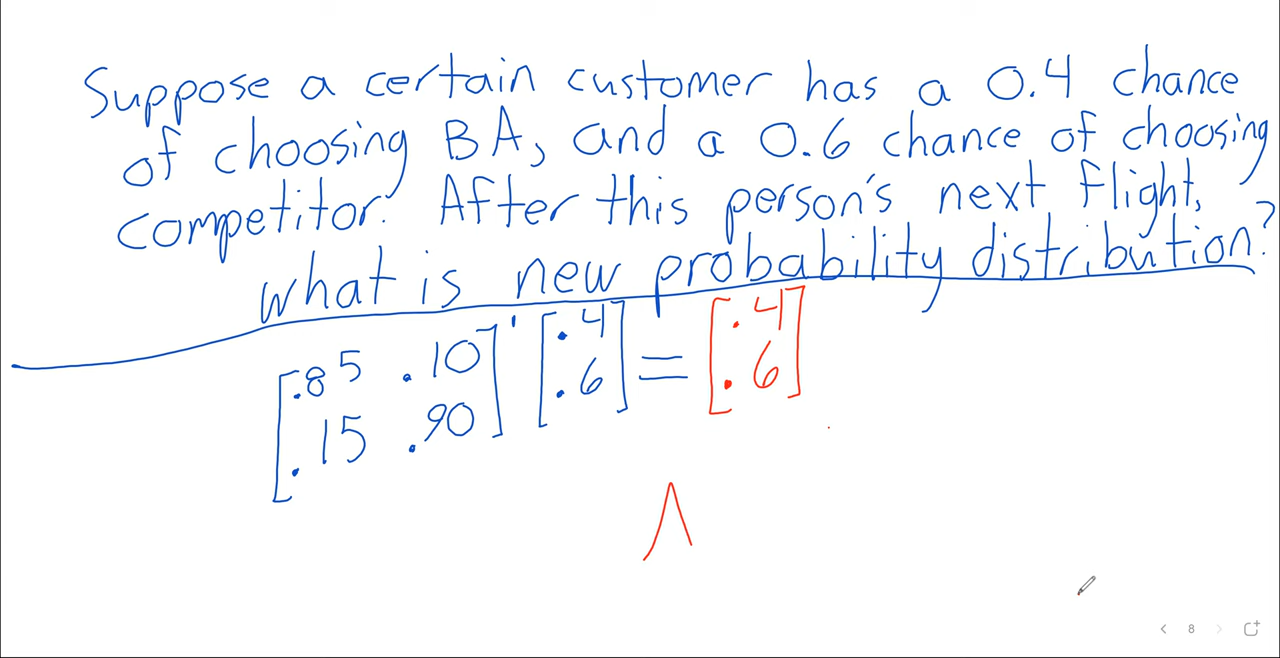 Suppose a certain customer has a 0.4 chance
of choosing BA, and a 0.6 chance of choosing
competitor. After this person's next flight,
what is new probability distribution?
[.85 .10] ' [.4] = [.4]
[.15 .90] [.6] [.6]
Λ
8